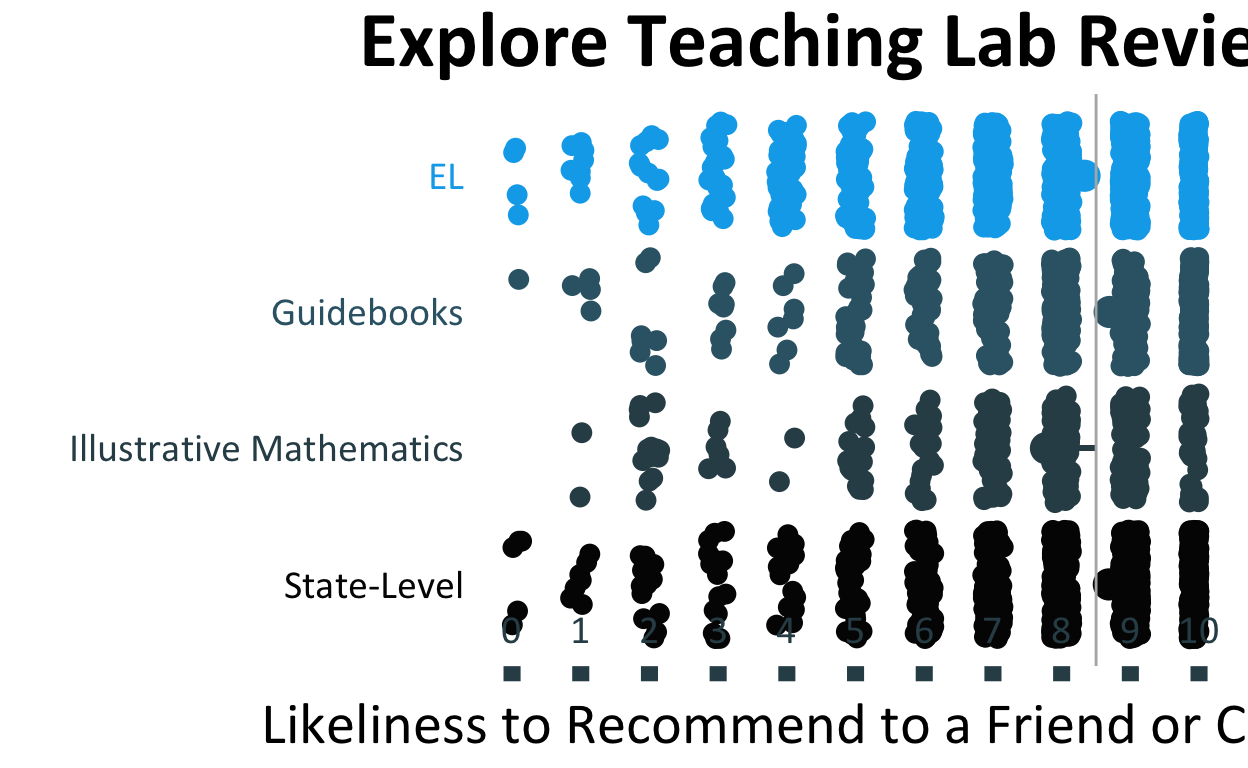 Explore Teaching Lab Revie
EL
Guidebooks
Illustrative Mathematics
State-Level
0 1 2 3 4 5 6 7 8 9 10
Likeliness to Recommend to a Friend or C